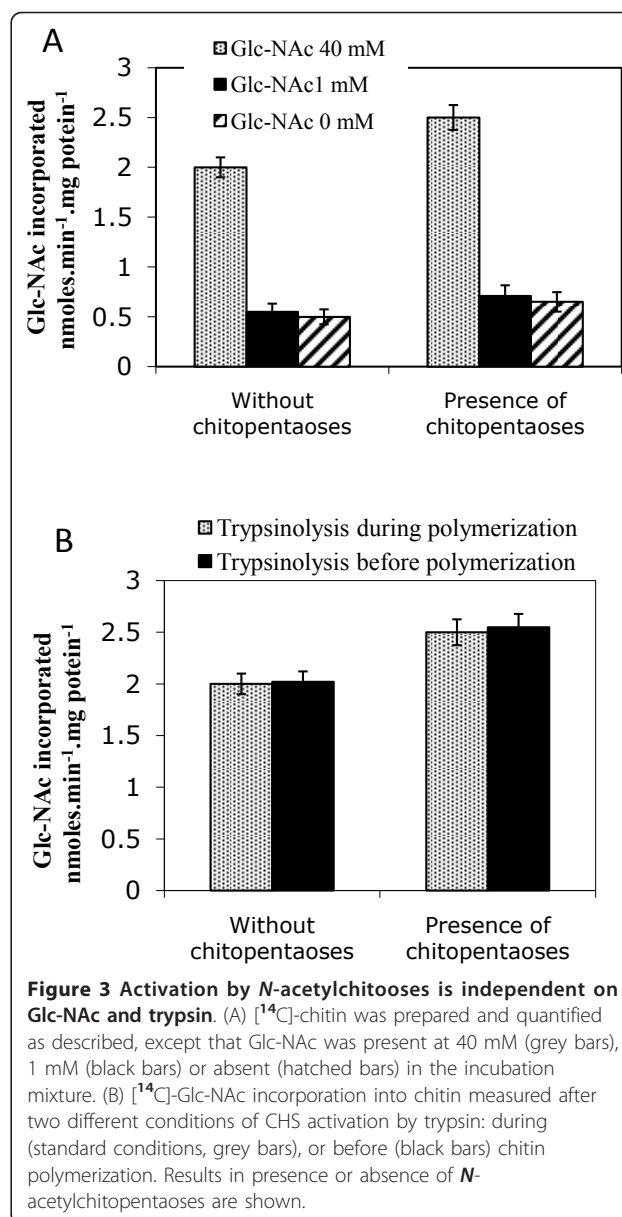 A
Glc-NAc 40 mM
Glc-NAc1 mM
Glc-NAc 0 mM
3
2.5
2
1.5
1
0.5
0
Glc-NAc incorporated
nmoles.min-1.mg potein-1
Without
chitopentaoses
Presence of
chitopentaoses
B
Trypsinolysis during polymerization
Trypsinolysis before polymerization
3
2.5
2
1.5
1
0.5
0
Glc-NAc incorporated
nmoles.min-1.mg potein-1
Without
chitopentaoses
Presence of
chitopentaoses
Figure 3 Activation by N-acetylchitooses is independent on
Glc-NAc and trypsin. (A) [14C]-chitin was prepared and quantified
as described, except that Glc-NAc was present at 40 mM (grey bars),
1 mM (black bars) or absent (hatched bars) in the incubation
mixture. (B) [14C]-Glc-NAc incorporation into chitin measured after
two different conditions of CHS activation by trypsin: during
(standard conditions, grey bars), or before (black bars) chitin
polymerization. Results in presence or absence of N-
acetylchitopentaoses are shown.